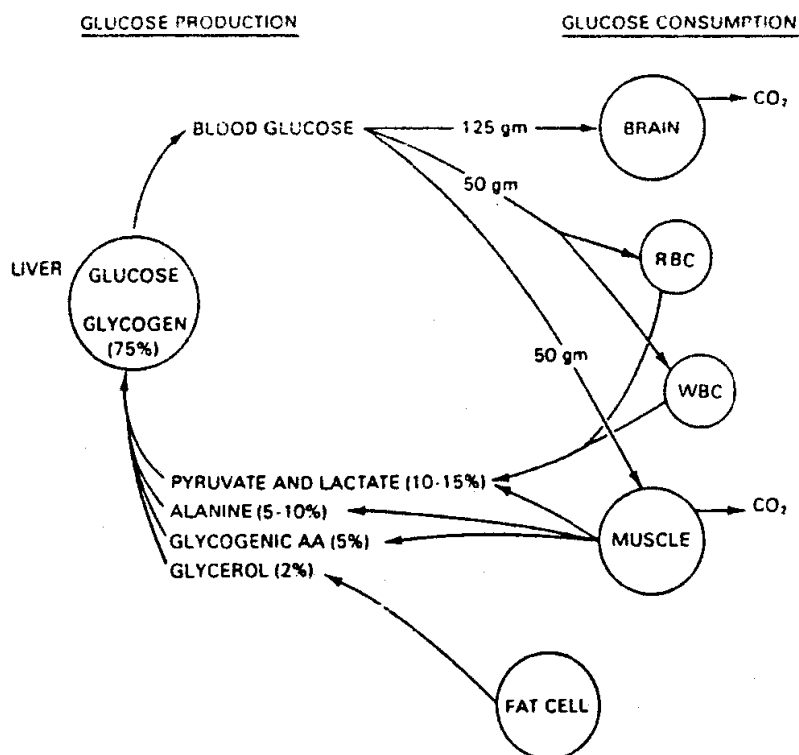 GLUCOSE PRODUCTION
GLUCOSE CONSUMPTION
BLOOD GLUCOSE
125 gm
BRAIN
CO₂
50 gm
RBC
LIVER
GLUCOSE
GLYCOGEN
(75%)
50 gm
WBC
PYRUVATE AND LACTATE (10-15%)
ALANINE (5-10%)
GLYCOGENIC AA (5%)
GLYCEROL (2%)
MUSCLE
CO₂
FAT CELL